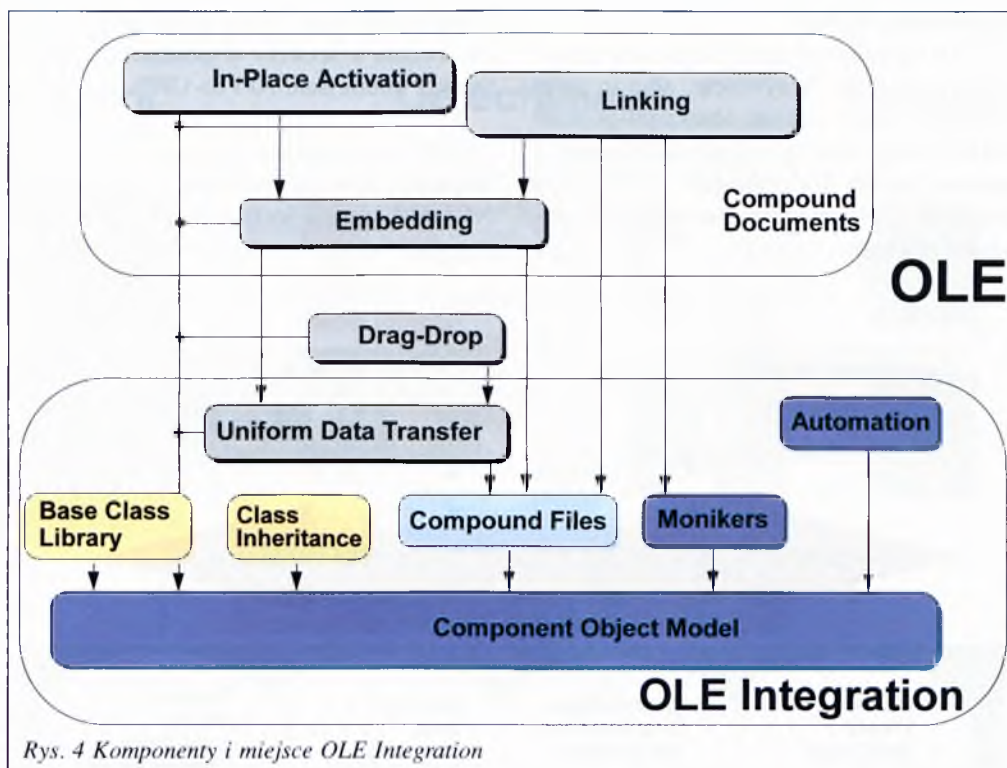 In-Place Activation
Linking
Embedding
Compound
Documents
OLE
Drag-Drop
Uniform Data Transfer
Automation
Base Class
Library
Class
Inheritance
Compound Files
Monikers
Component Object Model
OLE Integration
Rys. 4 Komponenty i miejsce OLE Integration